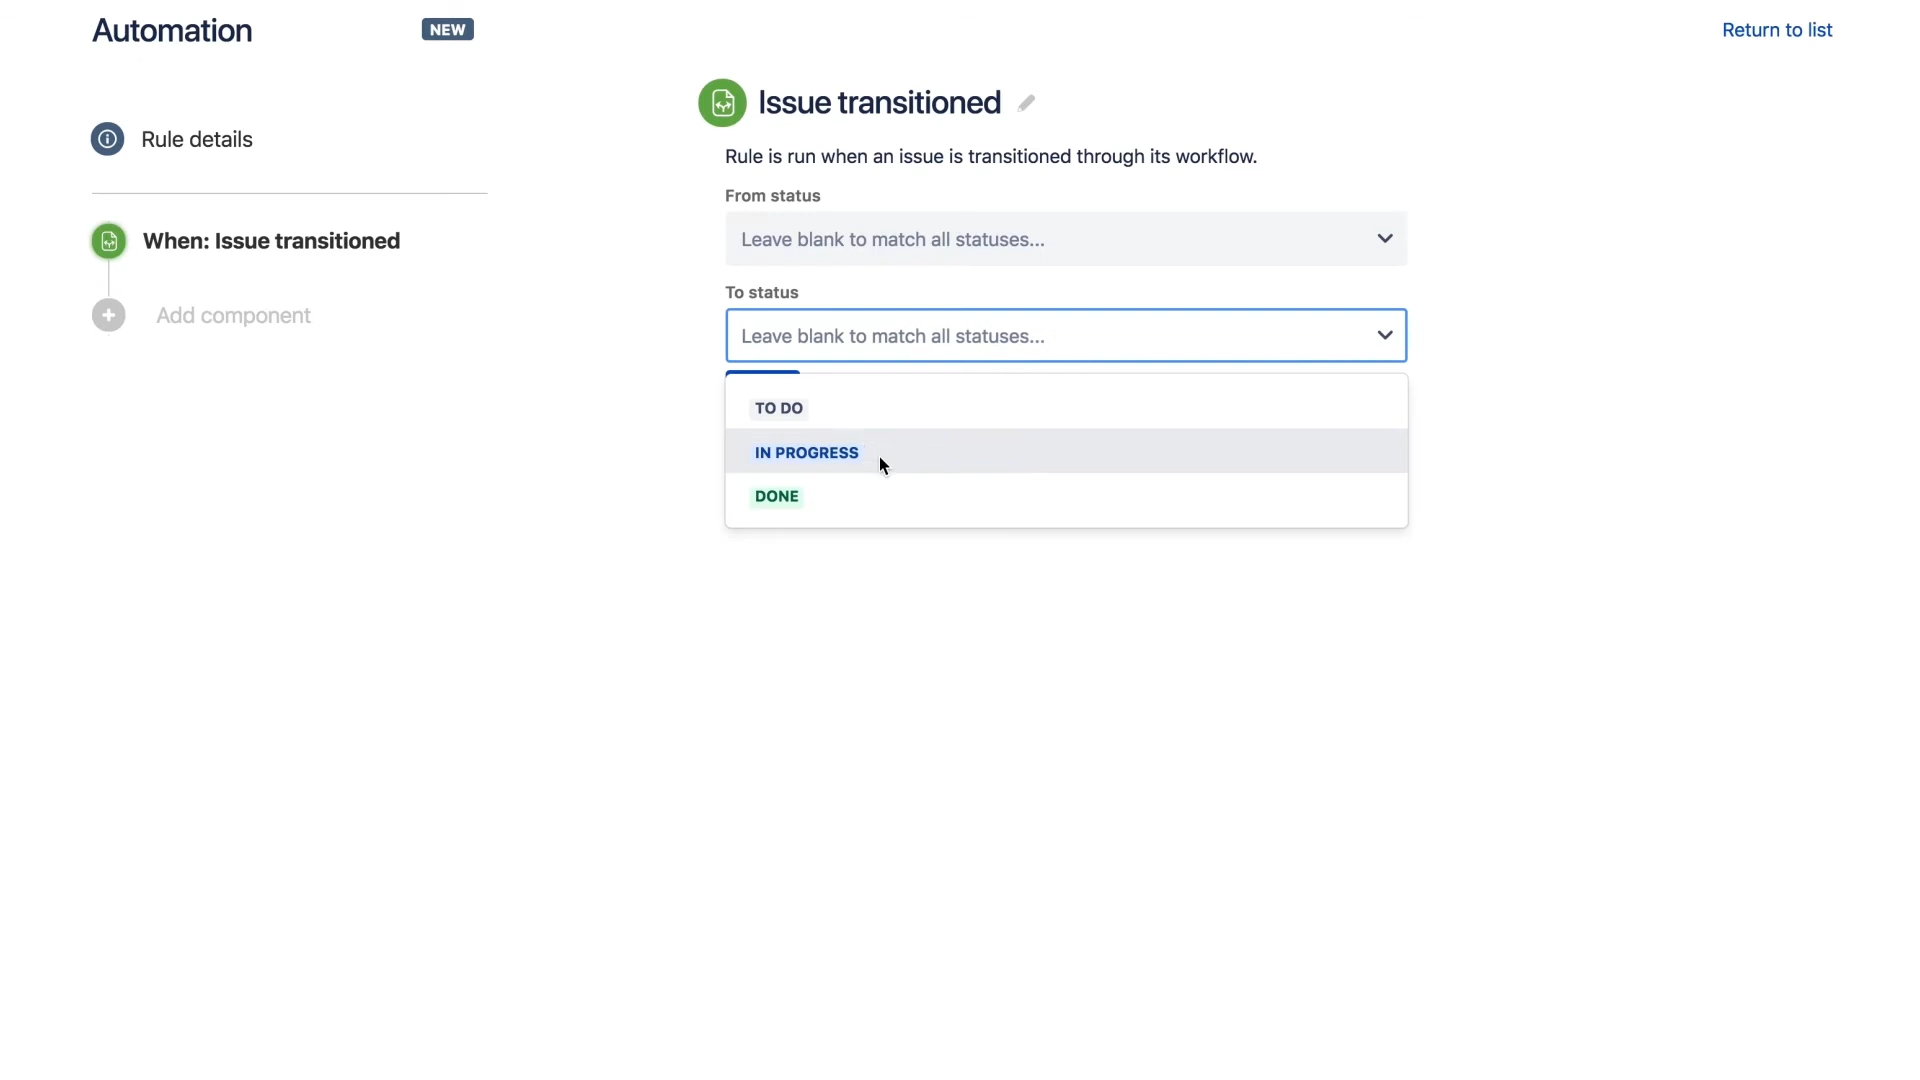 Automation NEW
Return to list
Rule details
When: Issue transitioned
Add component
Issue transitioned
Rule is run when an issue is transitioned through its workflow.
From status
Leave blank to match all statuses...
To status
Leave blank to match all statuses...
TO DO
IN PROGRESS
DONE